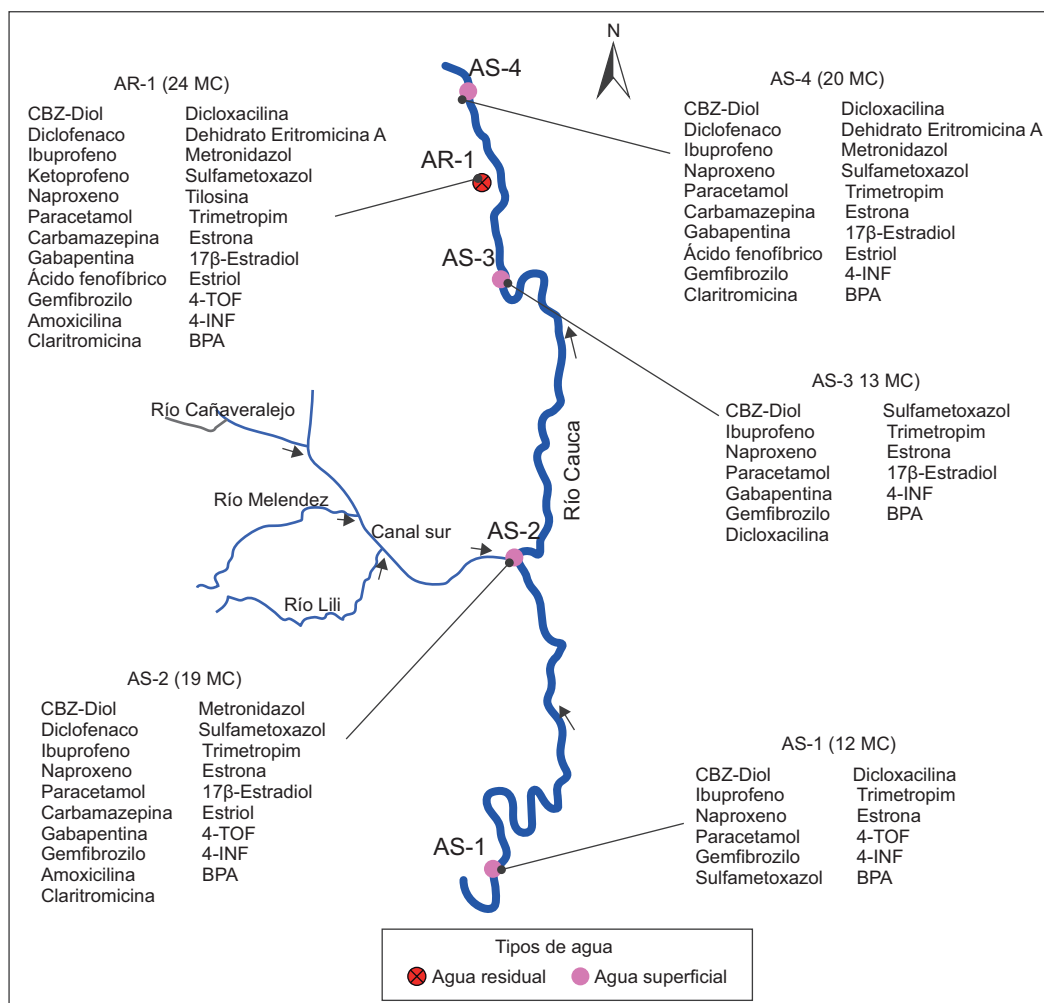 N
AS-4
AR-1
AS-3
AS-2
AS-1
Río Cauca
Río Cañaveralejo
Río Melendez
Canal sur
Río Lili
AR-1 (24 MC)
CBZ-Diol Dicloxacilina
Diclofenaco Dehidrato Eritromicina A
Ibuprofeno Metronidazol
Ketoprofeno Sulfametoxazol
Naproxeno Tilosina
Paracetamol Trimetropim
Carbamazepina Estrona
Gabapentina 17β-Estradiol
Ácido fenofíbrico Estriol
Gemfibrozilo 4-TOF
Amoxicilina 4-INF
Claritromicina BPA
AS-4 (20 MC)
CBZ-Diol Dicloxacilina
Diclofenaco Dehidrato Eritromicina A
Ibuprofeno Metronidazol
Naproxeno Sulfametoxazol
Paracetamol Trimetropim
Carbamazepina Estrona
Gabapentina 17β-Estradiol
Ácido fenofíbrico Estriol
Gemfibrozilo 4-INF
Claritromicina BPA
AS-3 13 MC)
CBZ-Diol Sulfametoxazol
Ibuprofeno Trimetropim
Naproxeno Estrona
Paracetamol 17β-Estradiol
Gabapentina 4-INF
Gemfibrozilo BPA
Dicloxacilina
AS-2 (19 MC)
CBZ-Diol Metronidazol
Diclofenaco Sulfametoxazol
Ibuprofeno Trimetropim
Naproxeno Estrona
Paracetamol 17β-Estradiol
Carbamazepina Estriol
Gabapentina 4-TOF
Gemfibrozilo 4-INF
Amoxicilina BPA
Claritromicina
AS-1 (12 MC)
CBZ-Diol Dicloxacilina
Ibuprofeno Trimetropim
Naproxeno Estrona
Paracetamol 4-TOF
Gemfibrozilo 4-INF
Sulfametoxazol BPA
Tipos de agua
Agua residual Agua superficial